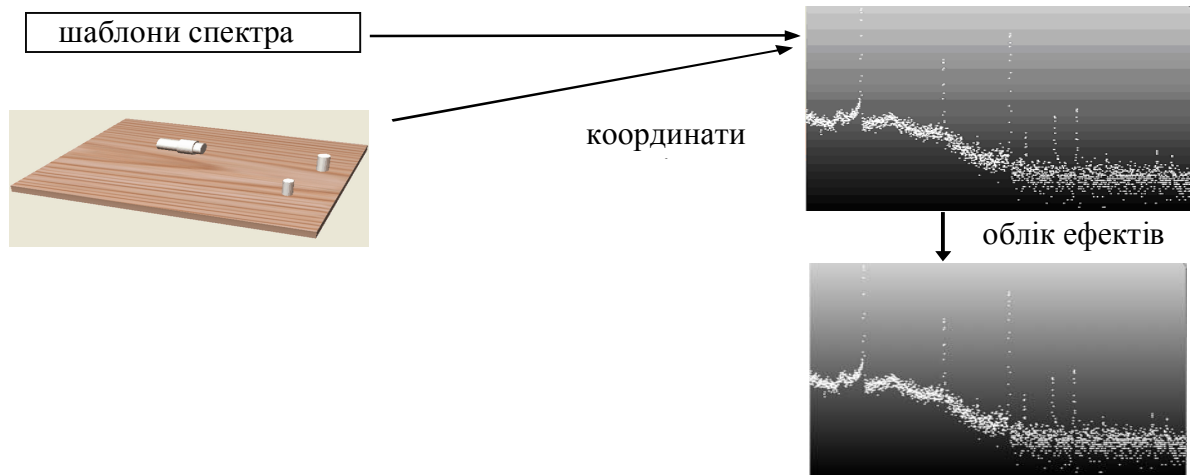 шаблони спектра
координати
облік ефектів